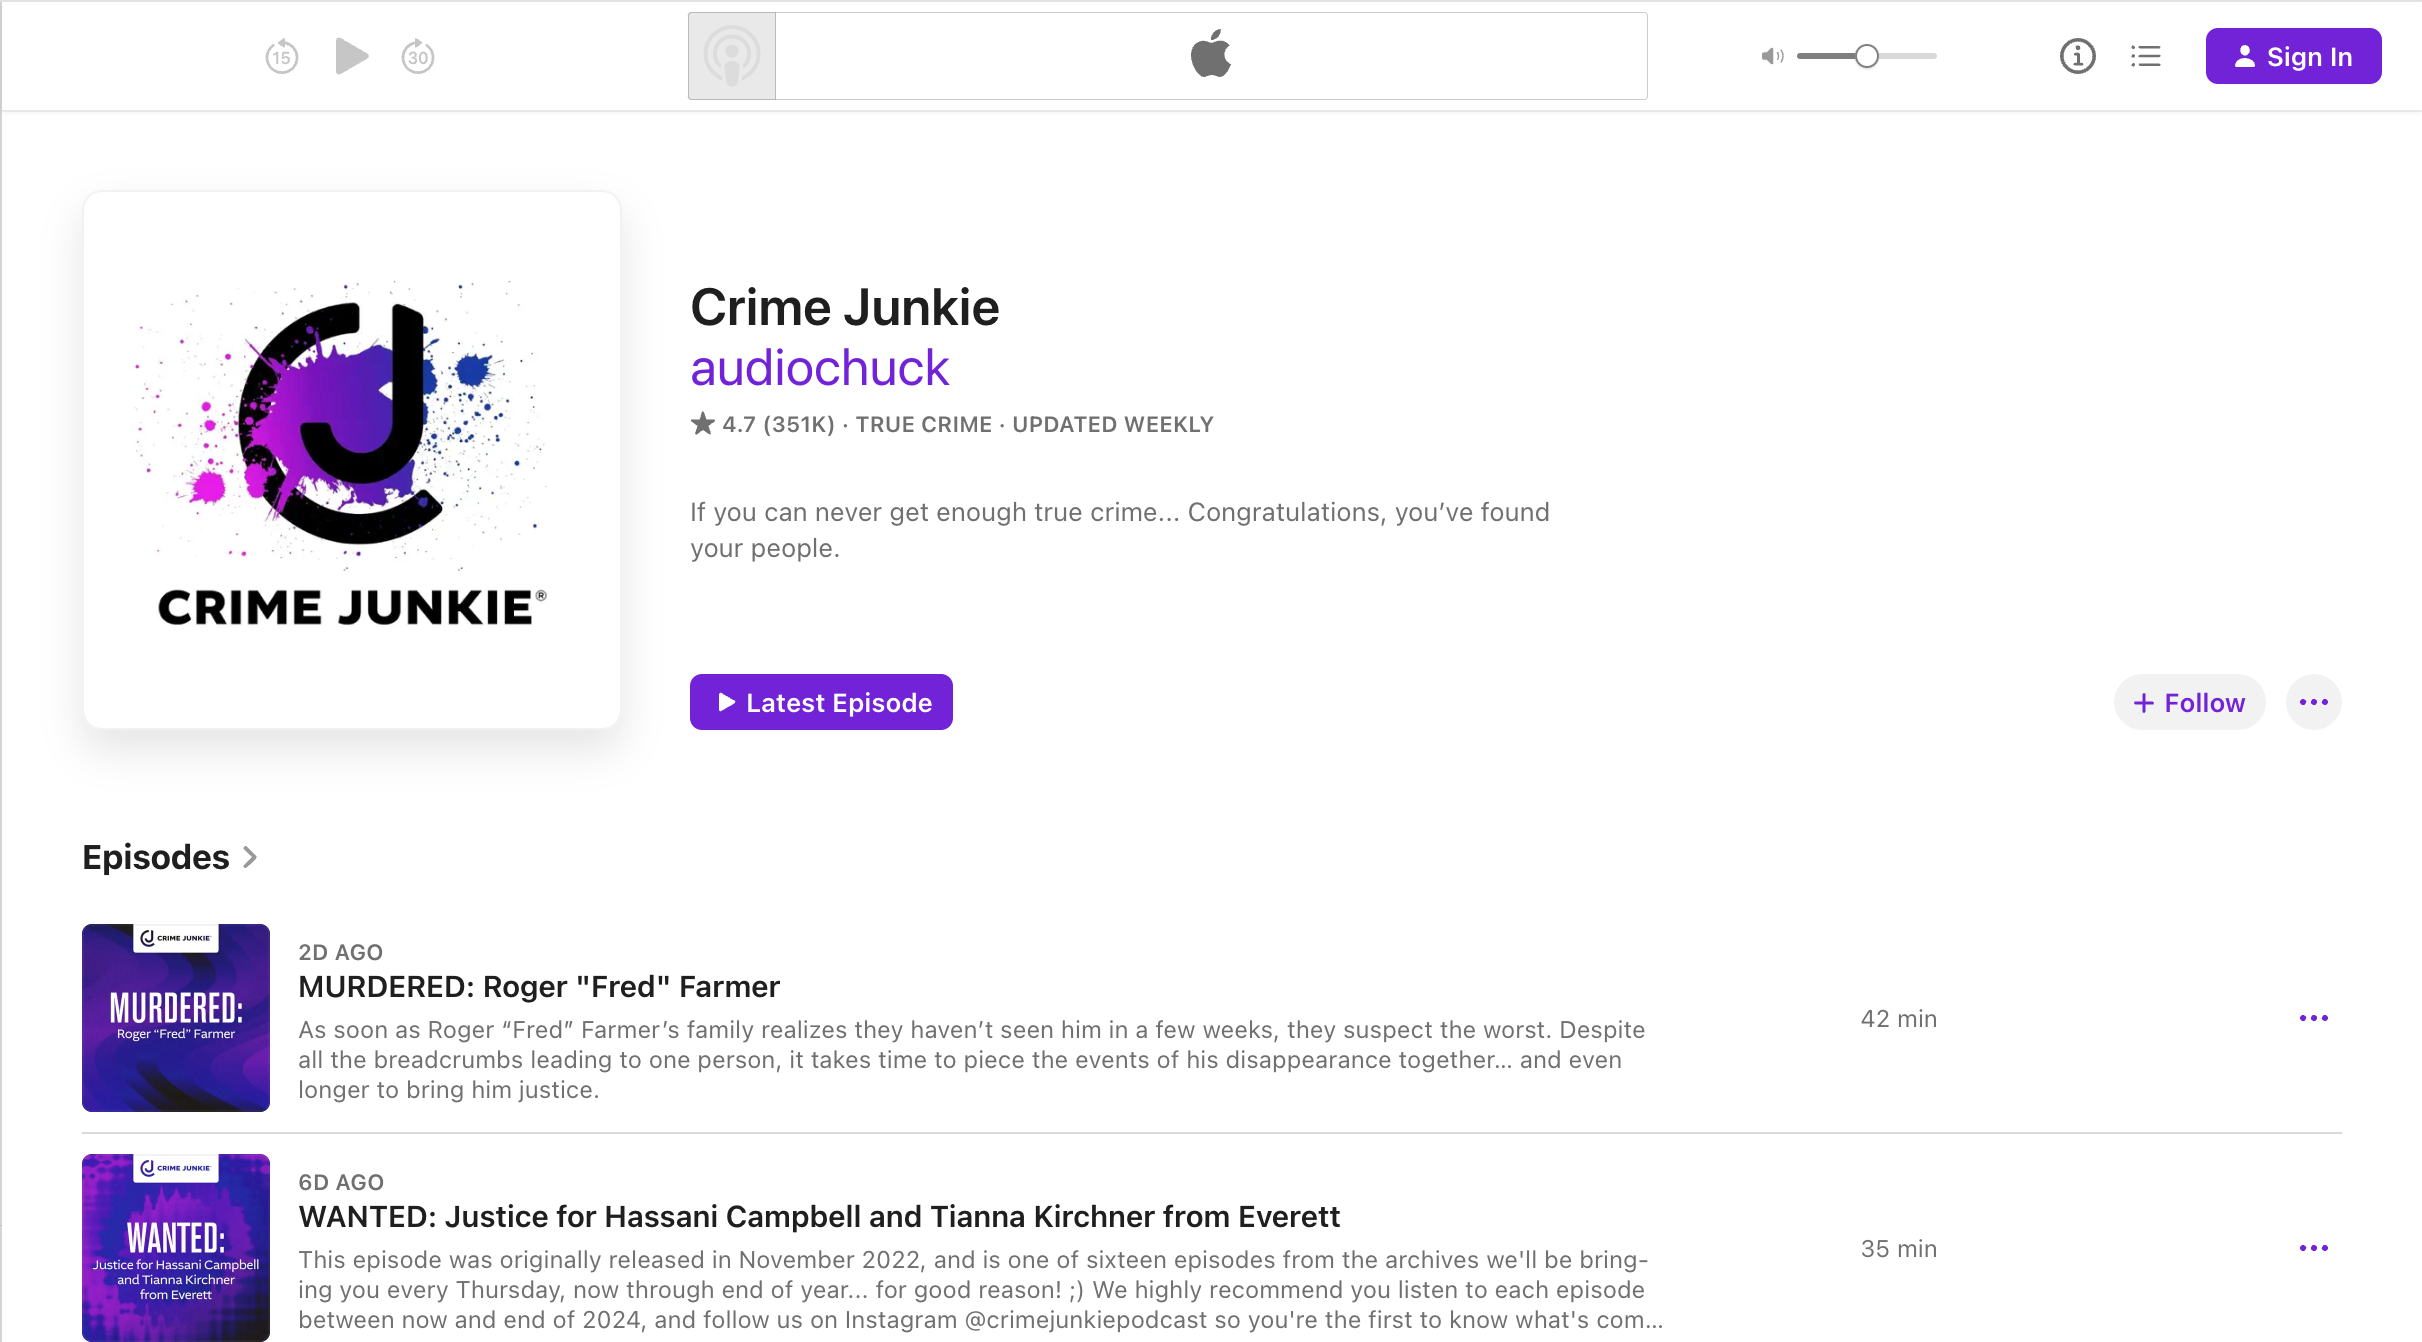 15
30
Sign In
CRIME JUNKIE®
Crime Junkie
audiochuck
★ 4.7 (351K) · TRUE CRIME · UPDATED WEEKLY
If you can never get enough true crime... Congratulations, you’ve found
your people.
Latest Episode
+ Follow
Episodes
CRIME JUNKIE
MURDERED:
Roger “Fred” Farmer
2D AGO
MURDERED: Roger "Fred" Farmer
As soon as Roger “Fred” Farmer’s family realizes they haven’t seen him in a few weeks, they suspect the worst. Despite
all the breadcrumbs leading to one person, it takes time to piece the events of his disappearance together... and even
longer to bring him justice.
42 min
CRIME JUNKIE
WANTED:
Justice for Hassani Campbell
and Tianna Kirchner
from Everett
6D AGO
WANTED: Justice for Hassani Campbell and Tianna Kirchner from Everett
This episode was originally released in November 2022, and is one of sixteen episodes from the archives we'll be bring-
ing you every Thursday, now through end of year... for good reason! ;) We highly recommend you listen to each episode
between now and end of 2024, and follow us on Instagram @crimejunkiepodcast so you're the first to know what's com...
35 min